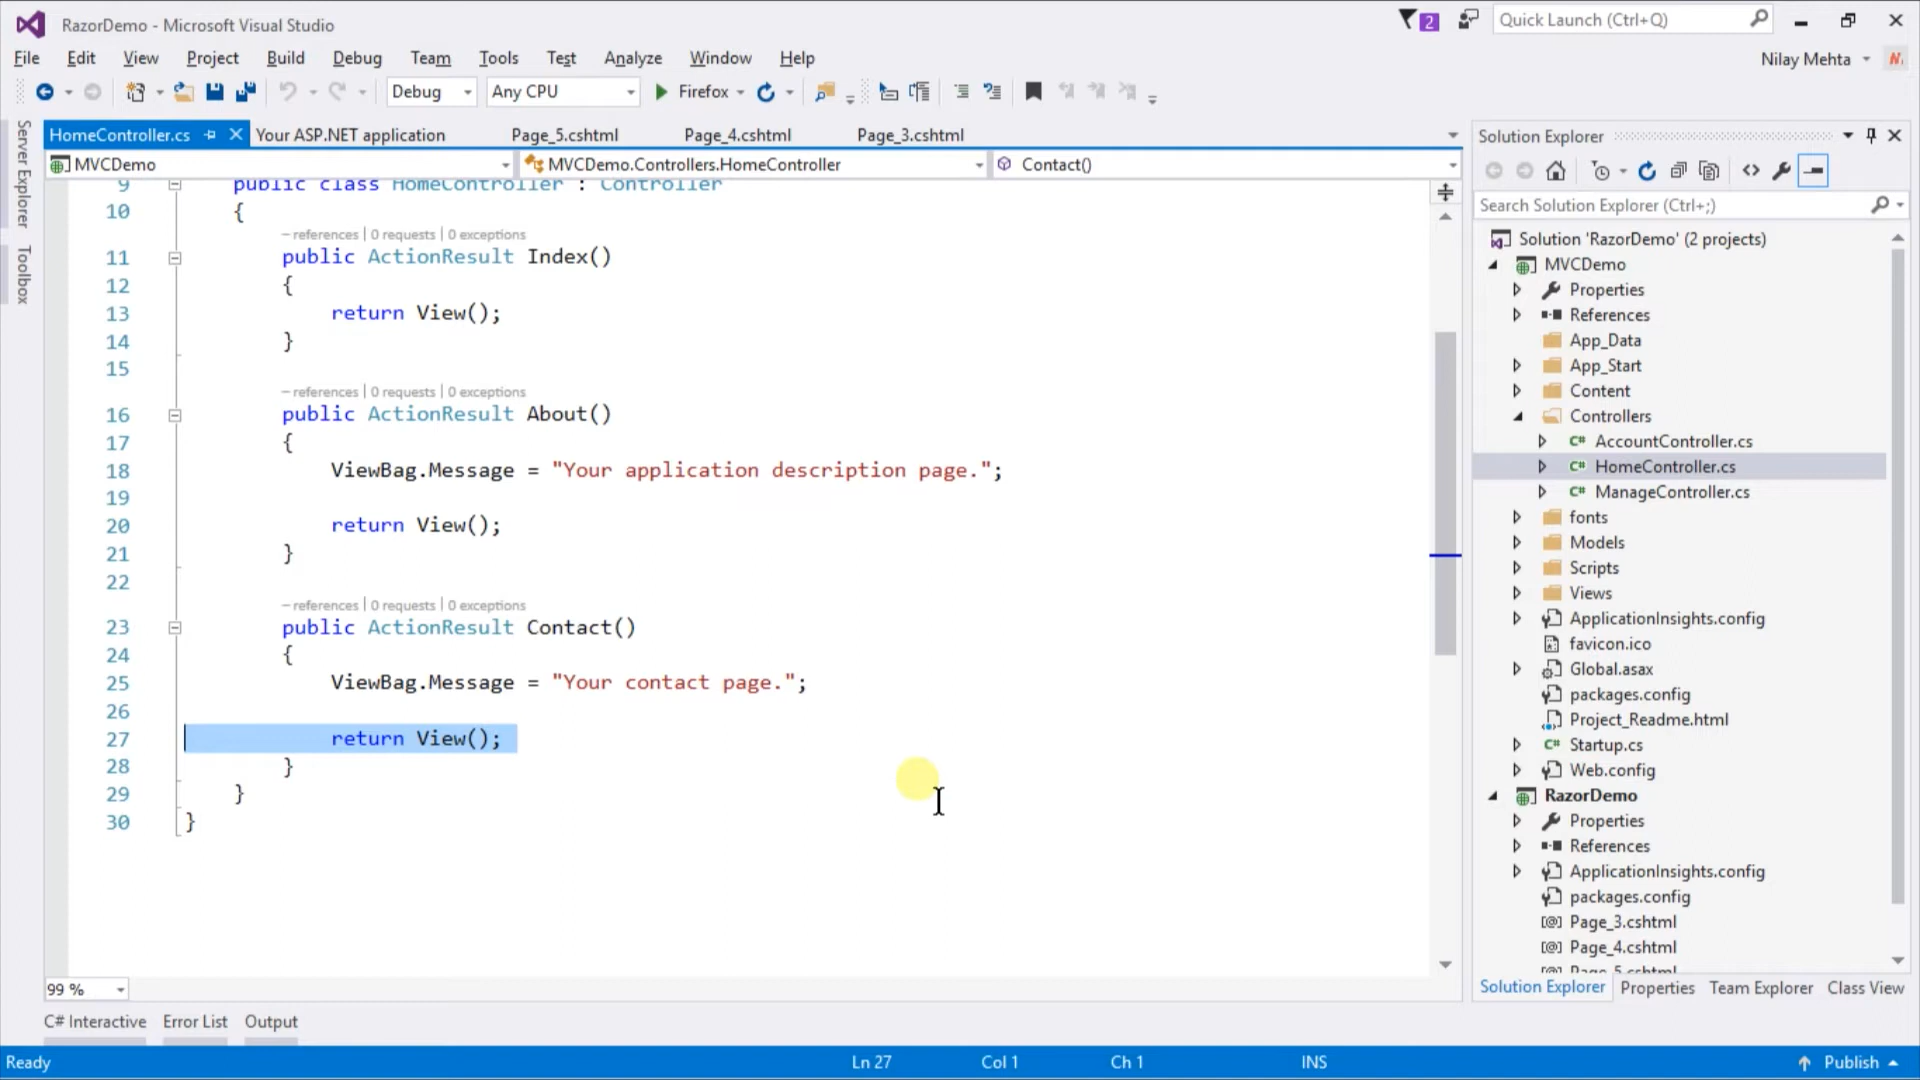 RazorDemo - Microsoft Visual Studio
2
Quick Launch (Ctrl+Q)
File Edit View Project Build Debug Team Tools Test Analyze Window Help
Nilay Mehta
Debug Any CPU Firefox
HomeController.cs Your ASP.NET application Page_5.cshtml Page_4.cshtml Page_3.cshtml
MVCDemo MVCDemo.Controllers.HomeController Contact()
Server Explorer
Toolbox
9 public class HomeController : Controller
10 {
– references | 0 requests | 0 exceptions
11 public ActionResult Index()
12 {
13 return View();
14 }
15
– references | 0 requests | 0 exceptions
16 public ActionResult About()
17 {
18 ViewBag.Message = "Your application description page.";
19
20 return View();
21 }
22
– references | 0 requests | 0 exceptions
23 public ActionResult Contact()
24 {
25 ViewBag.Message = "Your contact page.";
26
27 return View();
28 }
29 }
30 }
99 %
Solution Explorer
Search Solution Explorer (Ctrl+;)
Solution 'RazorDemo' (2 projects)
MVCDemo
Properties
References
App_Data
App_Start
Content
Controllers
C# AccountController.cs
C# HomeController.cs
C# ManageController.cs
fonts
Models
Scripts
Views
ApplicationInsights.config
favicon.ico
Global.asax
packages.config
Project_Readme.html
C# Startup.cs
Web.config
RazorDemo
Properties
References
ApplicationInsights.config
packages.config
Page_3.cshtml
Page_4.cshtml
Page_5.cshtml
Solution Explorer Properties Team Explorer Class View
C# Interactive Error List Output
Ready Ln 27 Col 1 Ch 1 INS Publish